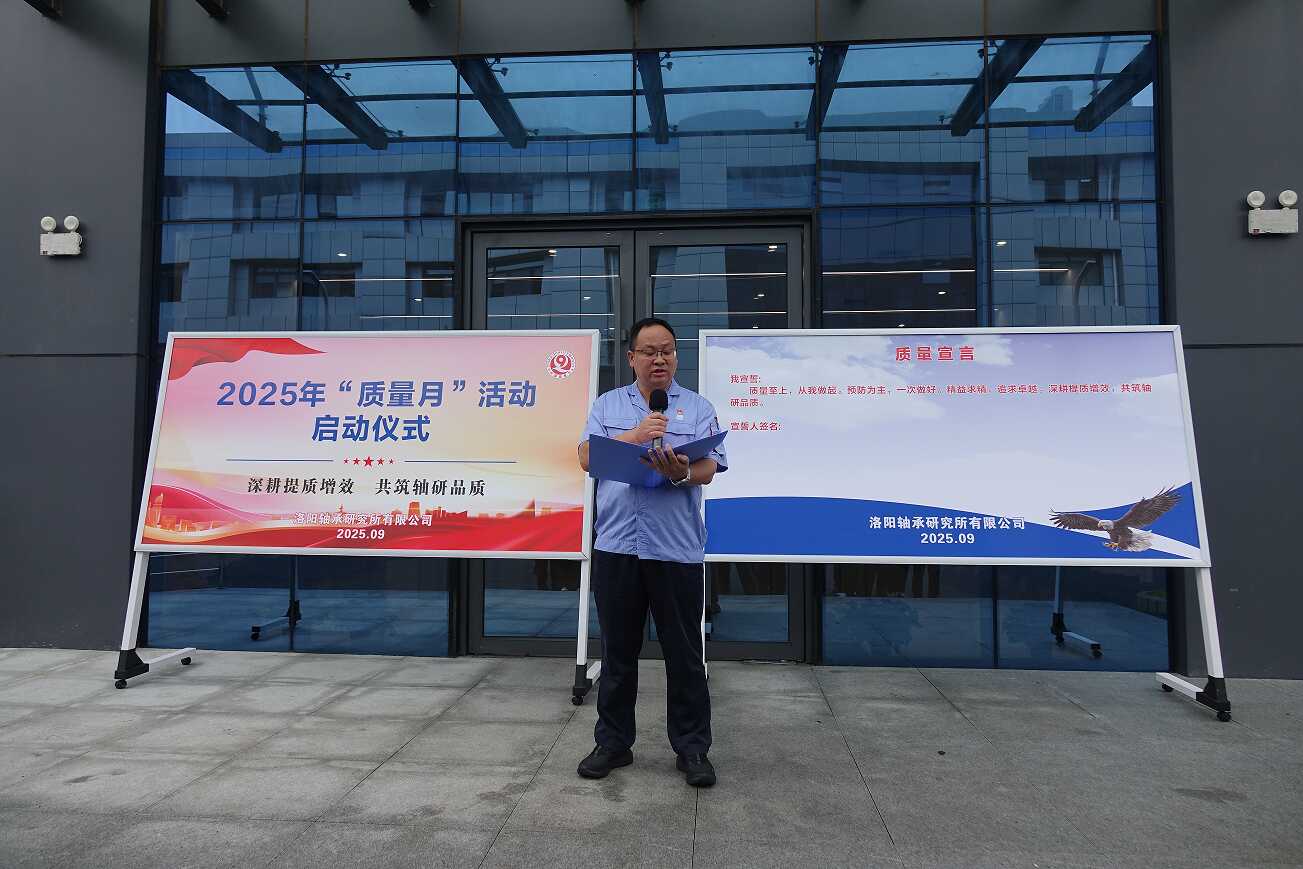 2025年“质量月”活动
启动仪式
深耕提质增效 共筑轴研品质
洛阳轴承研究所有限公司
2025.09
质量宣言
我宣誓:
质量至上，从我做起。预防为主，一次做好。精益求精，追求卓越。深耕提质增效，共筑轴
研品质。
宣誓人签名:
洛阳轴承研究所有限公司
2025.09